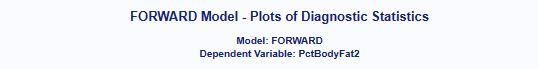 FORWARD Model - Plots of Diagnostic Statistics
Model: FORWARD
Dependent Variable: PctBodyFat2